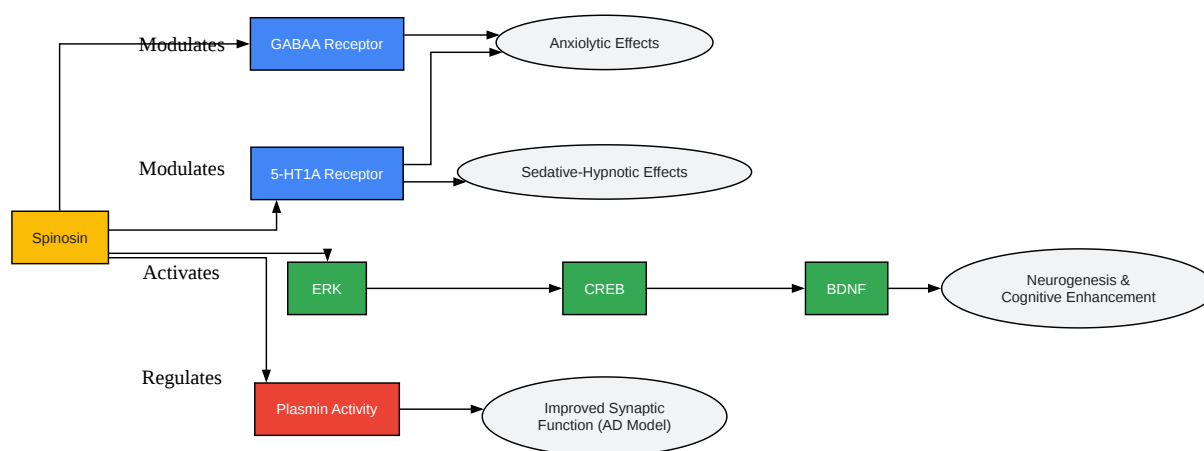 Modulates
GABAA Receptor
Anxiolytic Effects
Modulates
5-HT1A Receptor
Sedative-Hypnotic Effects
Spinosin
Activates
ERK
CREB
BDNF
Neurogenesis &
Cognitive Enhancement
Regulates
Plasmin Activity
Improved Synaptic
Function (AD Model)